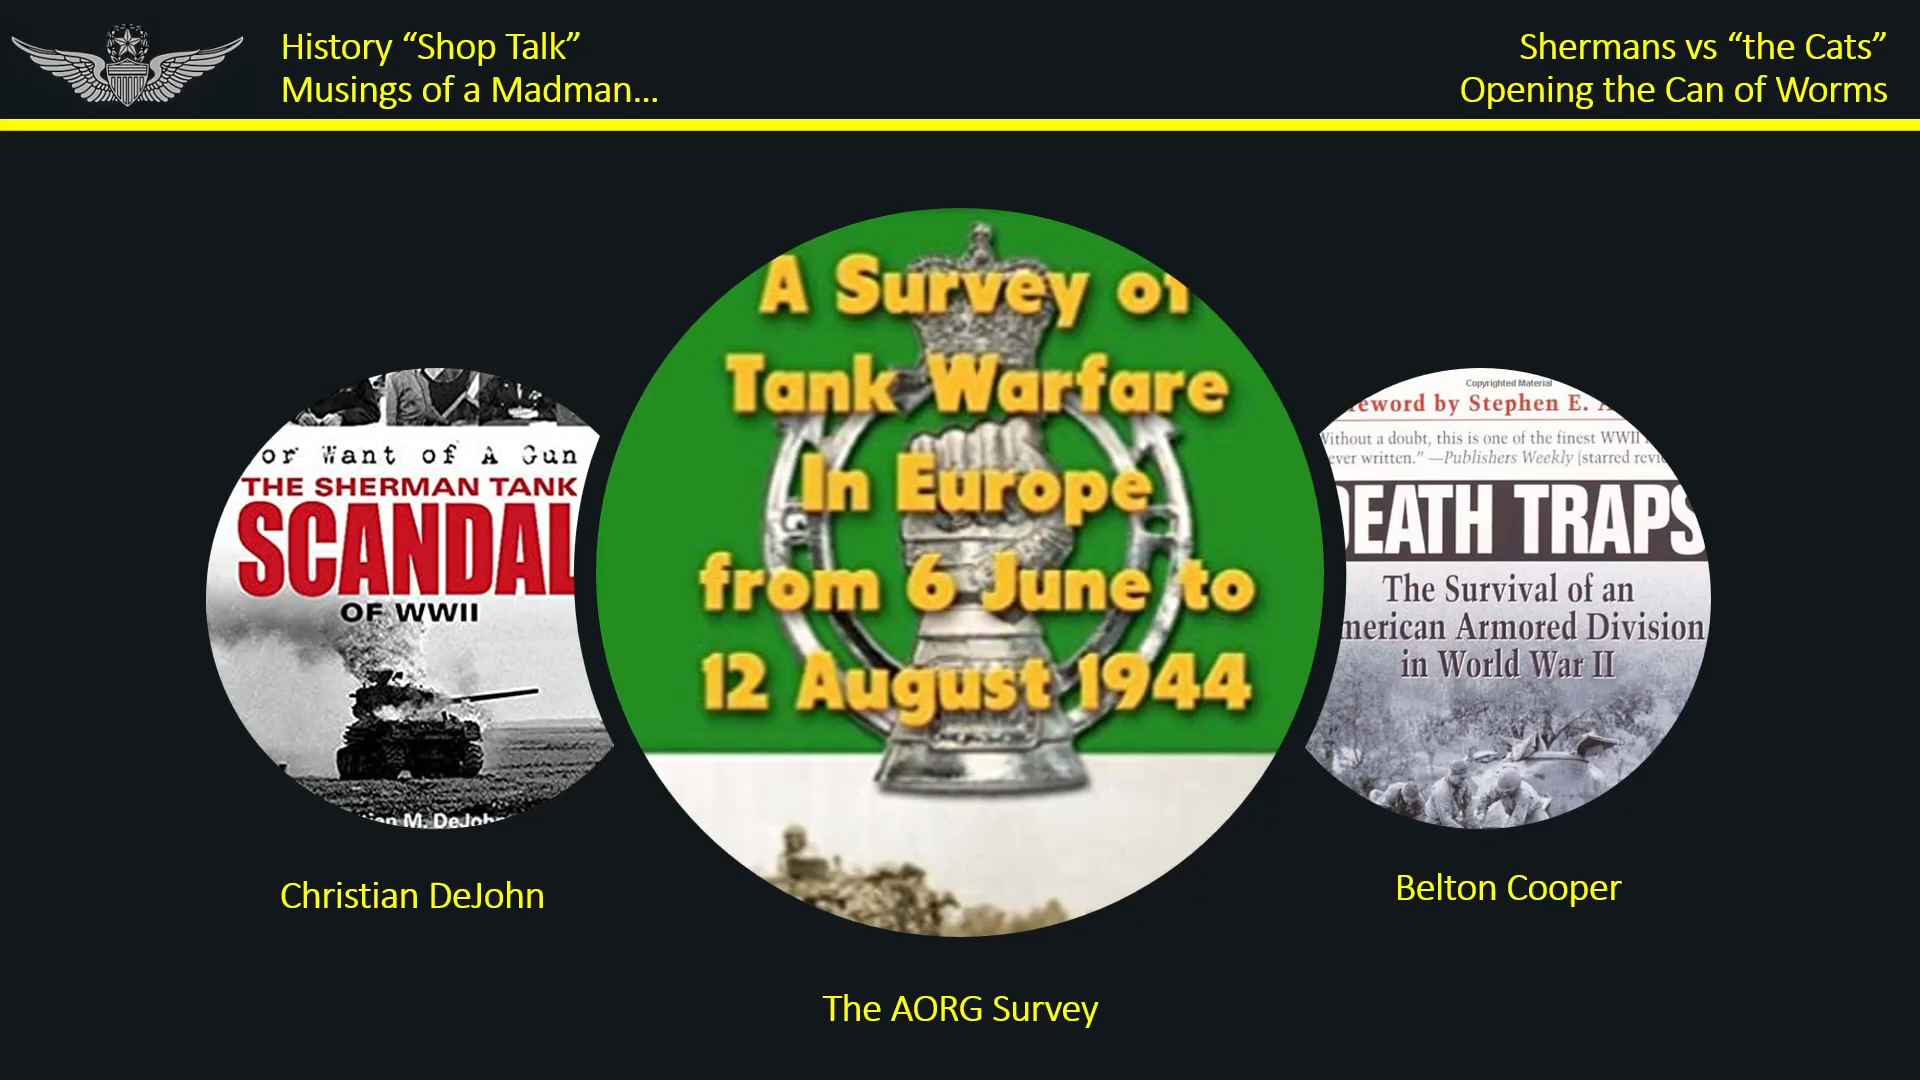 History “Shop Talk”
Musings of a Madman...
Shermans vs “the Cats”
Opening the Can of Worms
or Want of A Gun
THE SHERMAN TANK
SCANDAL
OF WWII
M. DeJohn
Christian DeJohn
A Survey of
Tank Warfare
In Europe
from 6 June to
12 August 1944
The AORG Survey
Copyrighted Material
eword by Stephen E.
Without a doubt, this is one of the finest WWII
ever written.” —Publishers Weekly (starred revie
DEATH TRAPS
The Survival of an
merican Armored Division
in World War II
Belton Cooper